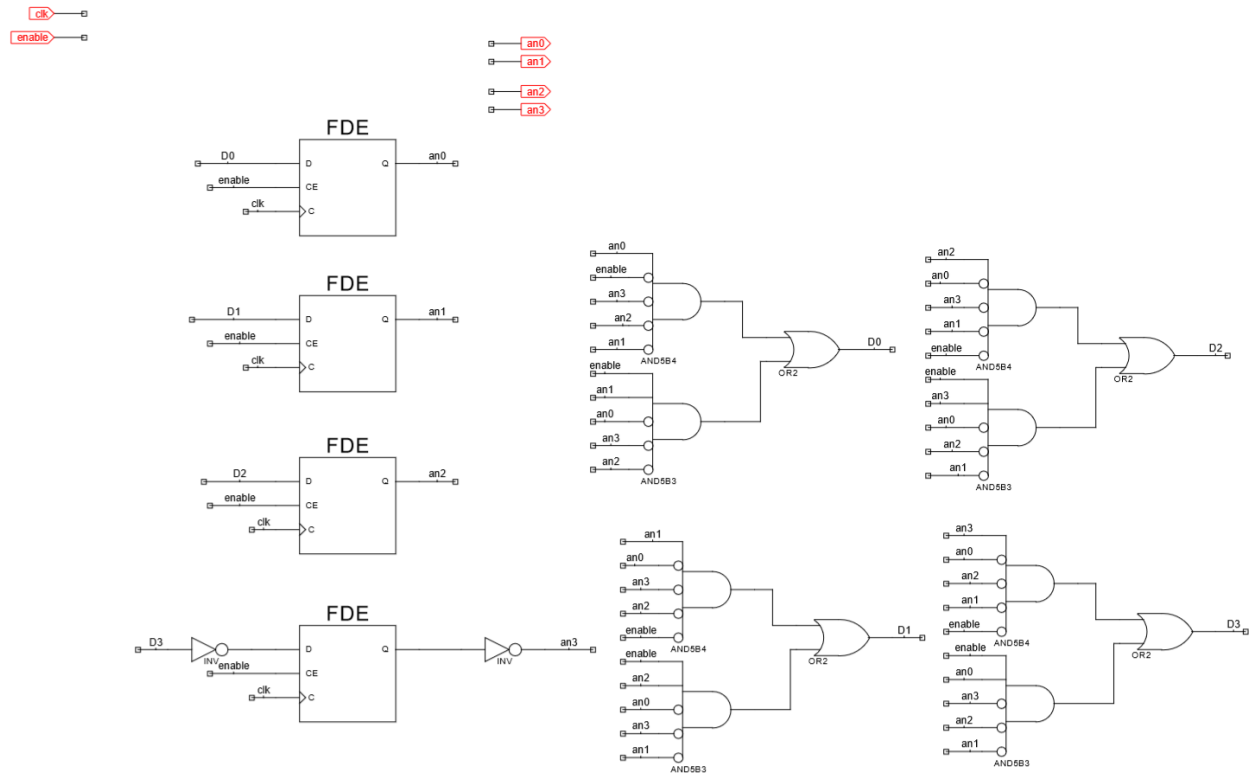 clk
enable
an0
an1
an2
an3
FDE
D0
D
Q
an0
enable
CE
clk
C
FDE
D1
D
Q
an1
enable
CE
clk
C
FDE
D2
D
Q
an2
enable
CE
clk
C
FDE
D3
INV
D
Q
INV
an3
enable
CE
clk
C
an0
enable
an3
an2
an1
AND5B4
enable
an1
an0
an3
an2
AND5B3
OR2
D0
an2
an0
an3
an1
enable
AND5B4
enable
an3
an0
an2
an1
AND5B3
OR2
D2
an1
an0
an3
an2
enable
AND5B4
enable
an2
an0
an3
an1
AND5B3
OR2
D1
an3
an0
an2
an1
enable
AND5B4
enable
an0
an3
an2
an1
AND5B3
OR2
D3